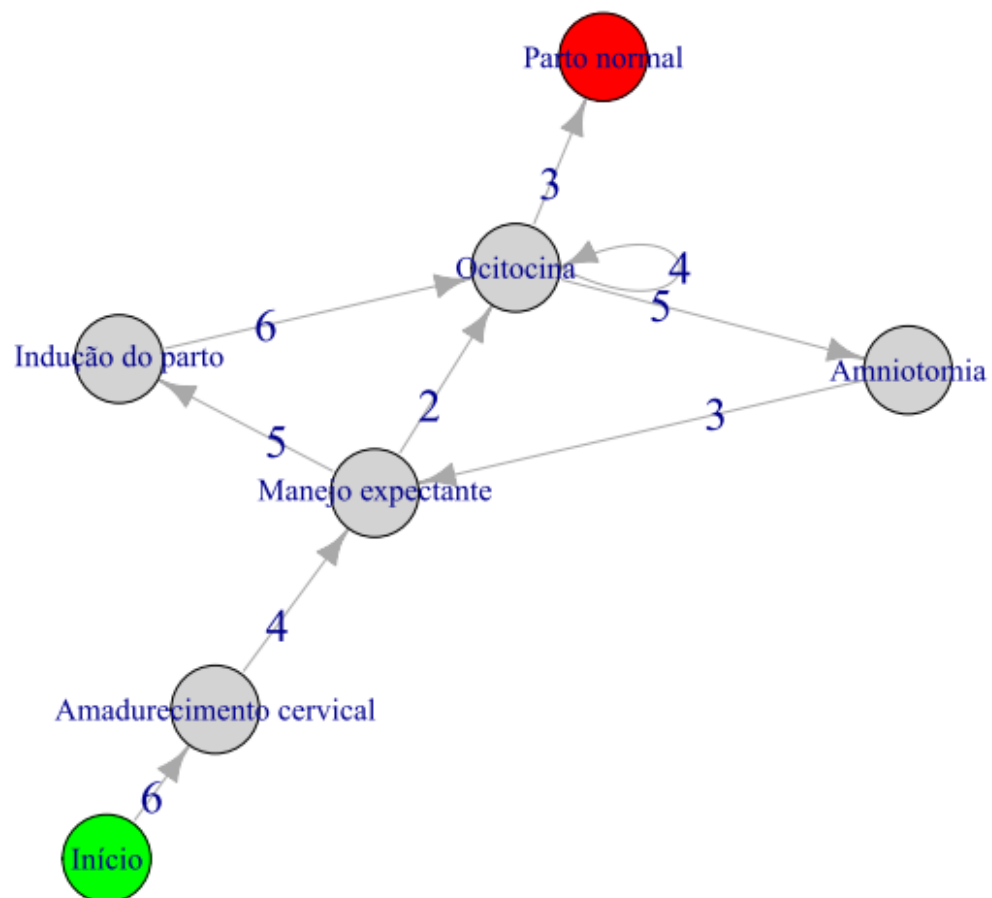 Parto normal
3
Ocitocina
4
5
6
Indução do parto
Amniotomia
2
3
5
Manejo expectante
4
Amadurecimento cervical
6
Início